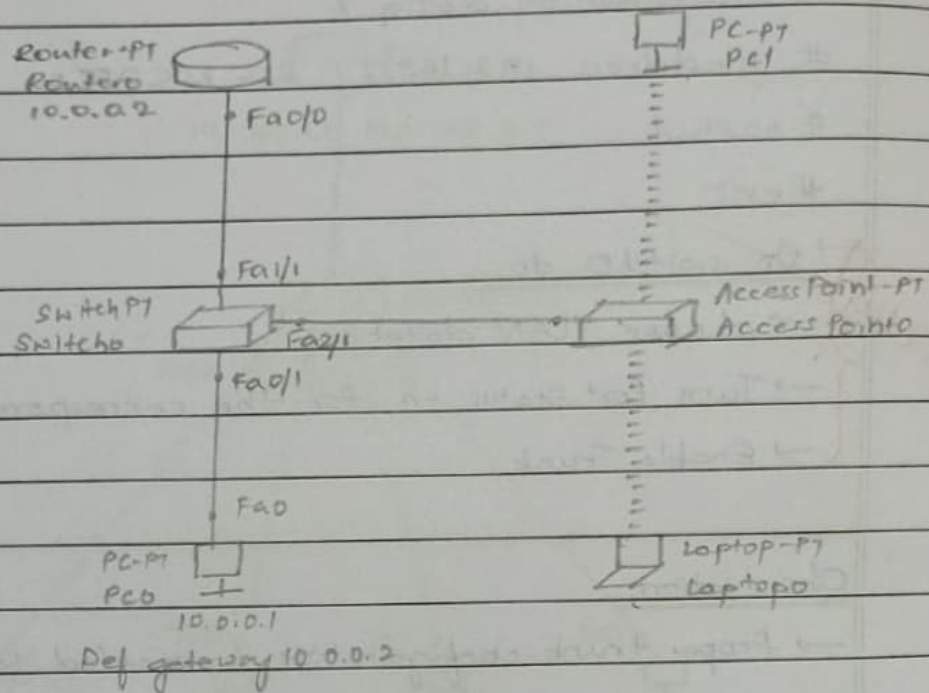 Router-PT
Router0
10.0.0.2
Fa0/0
PC-PT
PC1
Fa1/1
Switch PT
Switch0
Fa2/1
Access Point-PT
Access Point0
Fa0/1
Fa0
PC-PT
PC0
10.0.0.1
Def gateway 10.0.0.2
Laptop-PT
Laptop0